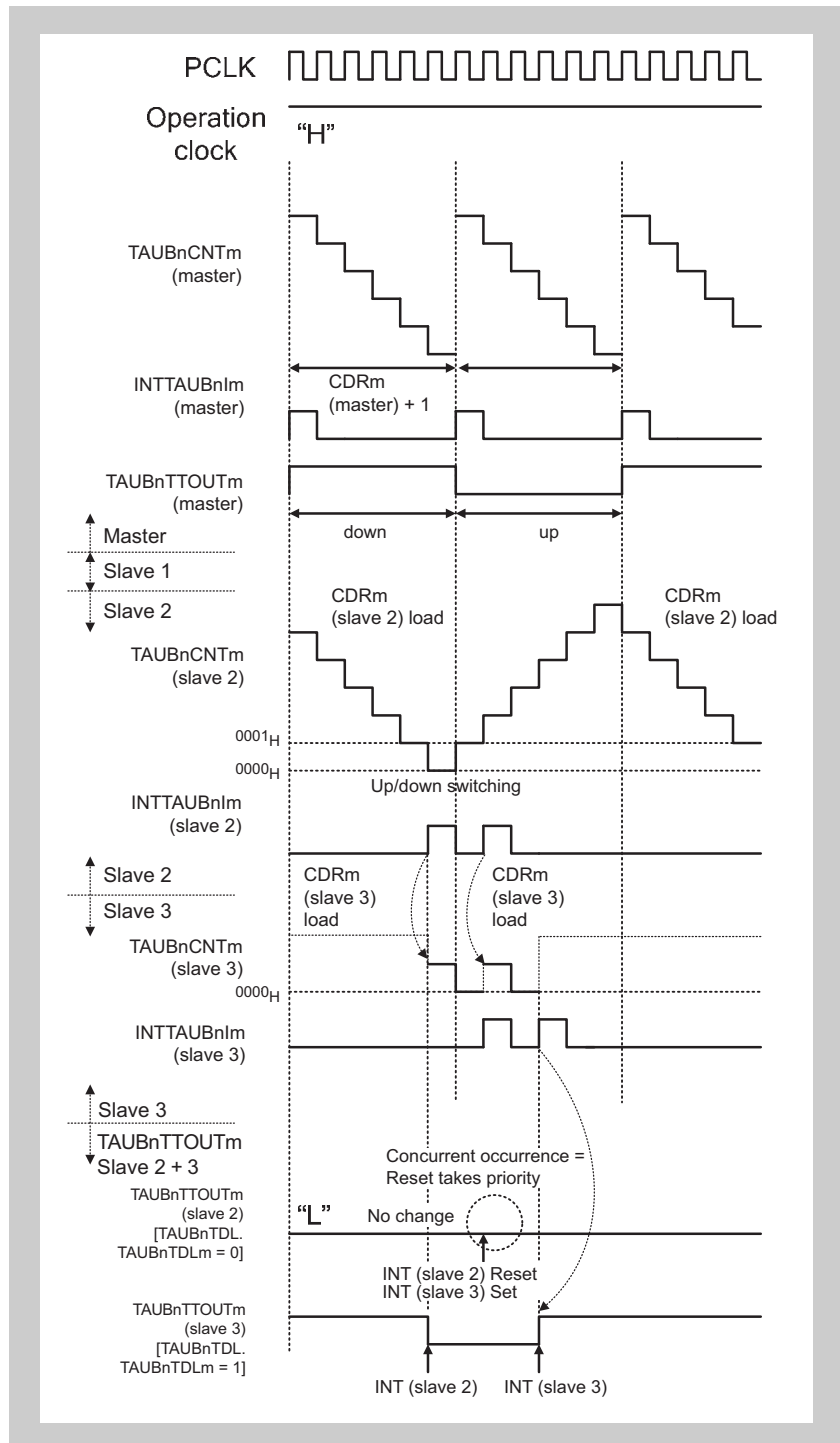 PCLK
Operation
clock
“H”
TAUBnCNTm
(master)
INTTAUBnIm
(master)
CDRm
(master) + 1
TAUBnTTOUTm
(master)
down
up
Master
Slave 1
Slave 2
CDRm
(slave 2) load
CDRm
(slave 2) load
TAUBnCNTm
(slave 2)
0001H
0000H
Up/down switching
INTTAUBnIm
(slave 2)
Slave 2
Slave 3
CDRm
(slave 3)
load
CDRm
(slave 3)
load
TAUBnCNTm
(slave 3)
0000H
INTTAUBnIm
(slave 3)
Slave 3
TAUBnTTOUTm
Slave 2 + 3
Concurrent occurrence =
Reset takes priority
TAUBnTTOUTm
(slave 2)
[TAUBnTDL.
TAUBnTDLm = 0]
“L”
No change
INT (slave 2) Reset
INT (slave 3) Set
TAUBnTTOUTm
(slave 3)
[TAUBnTDL.
TAUBnTDLm = 1]
INT (slave 2)
INT (slave 3)